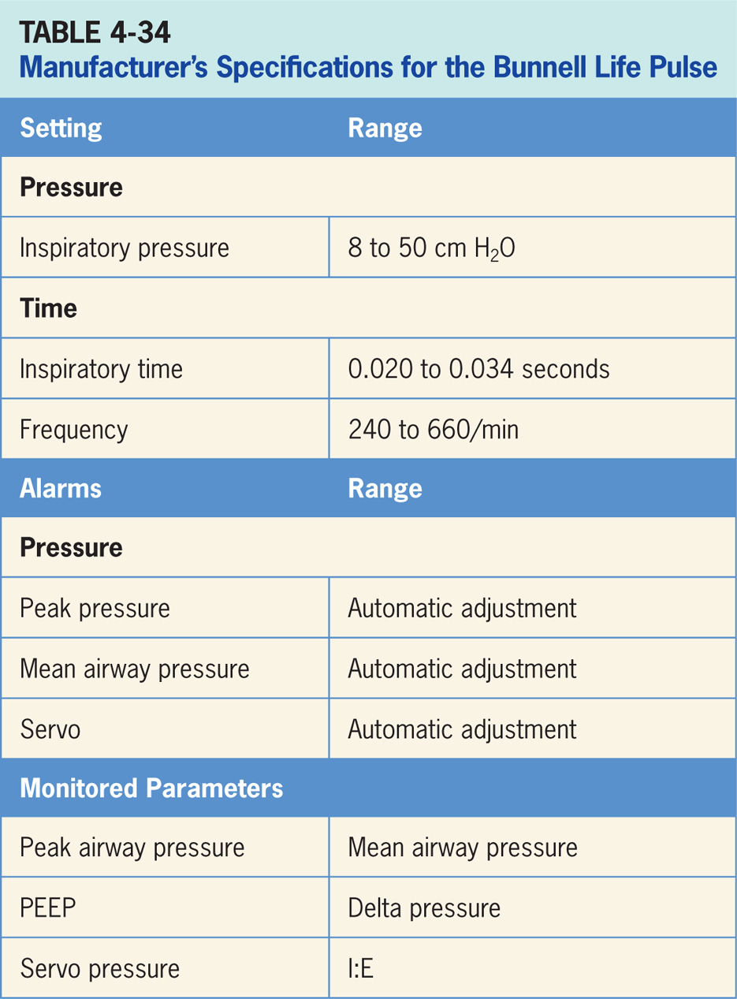 TABLE 4-34
Manufacturer’s Specifications for the Bunnell Life Pulse
Setting Range
Pressure
Inspiratory pressure 8 to 50 cm H₂O
Time
Inspiratory time 0.020 to 0.034 seconds
Frequency 240 to 660/min
Alarms Range
Pressure
Peak pressure Automatic adjustment
Mean airway pressure Automatic adjustment
Servo Automatic adjustment
Monitored Parameters
Peak airway pressure Mean airway pressure
PEEP Delta pressure
Servo pressure I:E